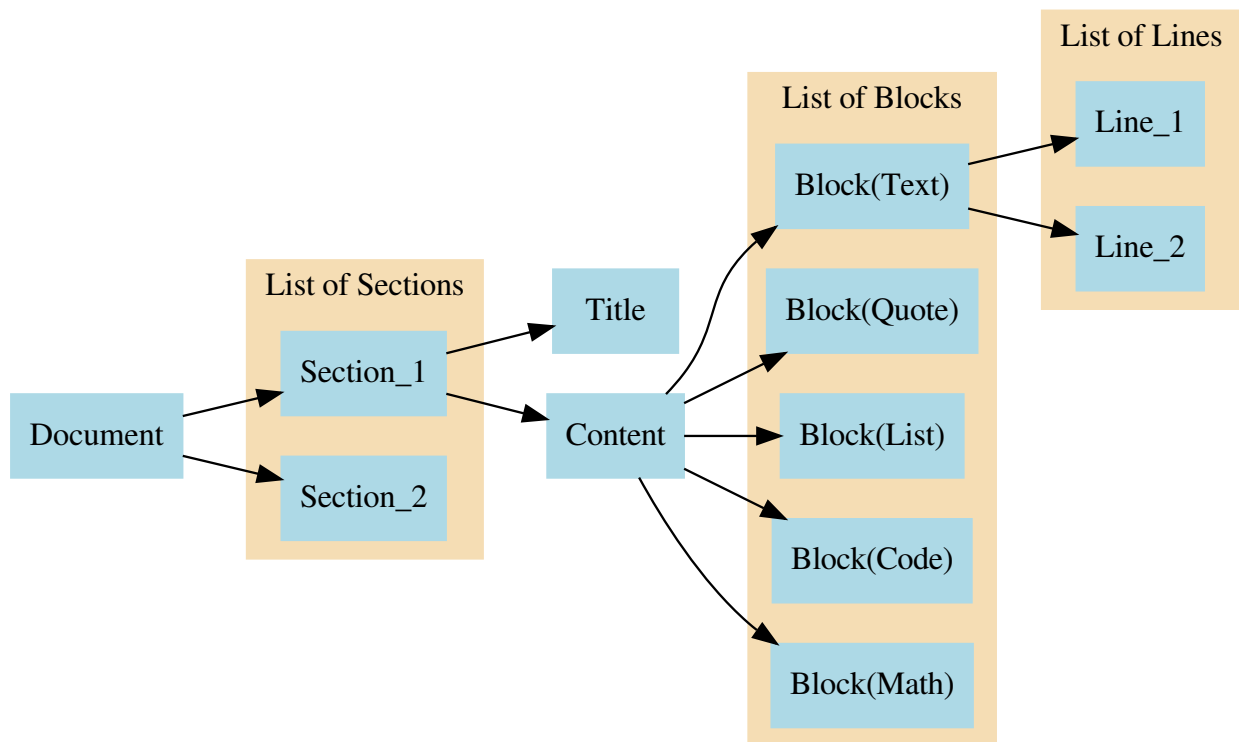 Document
List of Sections
Section_1
Section_2
Title
Content
List of Blocks
Block(Text)
Block(Quote)
Block(List)
Block(Code)
Block(Math)
List of Lines
Line_1
Line_2